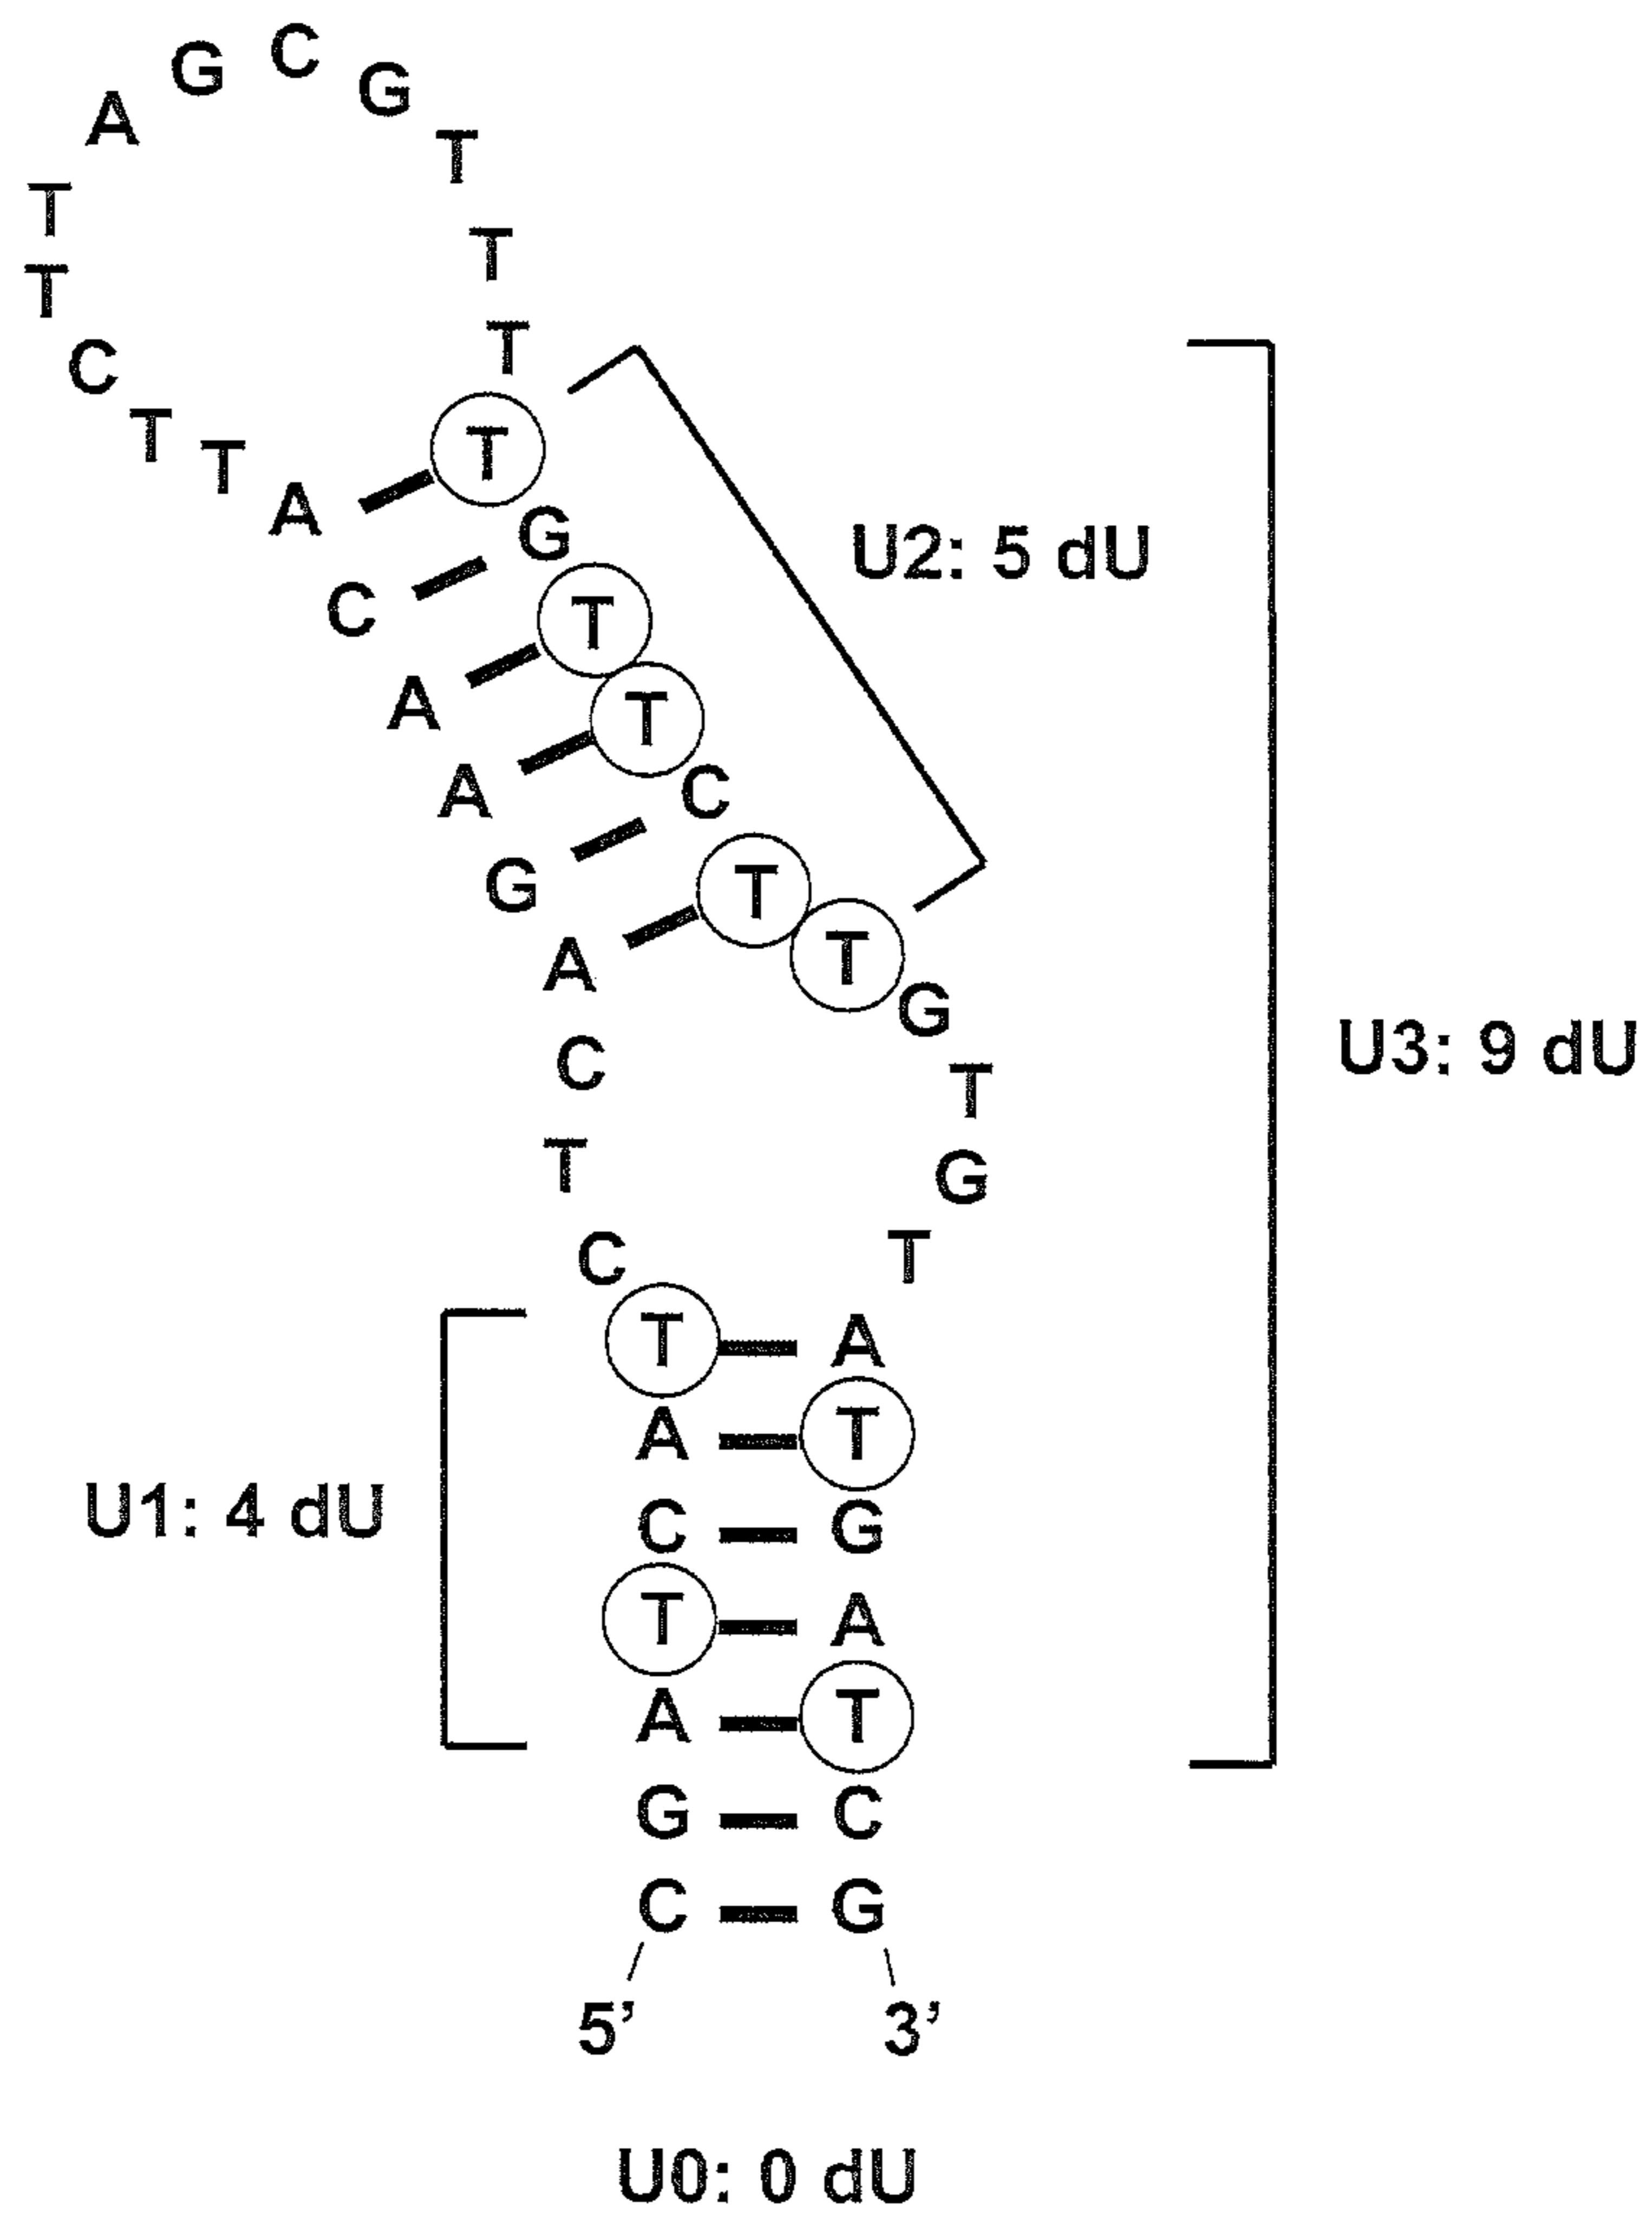 G C
A G
T T
T T
T T
C T
T T
A G
C T
A T
A C
G T
A T
C G
T T
C G
T T A
A T
C G
T A
A T
G C
C G
5’ 3’
U2: 5 dU
U3: 9 dU
U1: 4 dU
U0: 0 dU